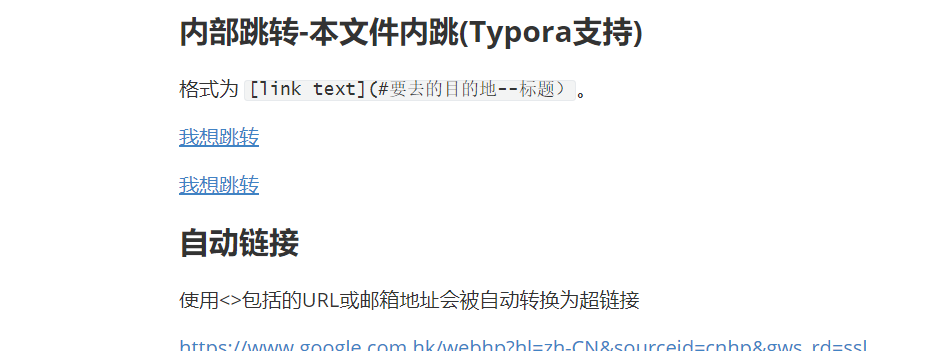 内部跳转-本文件内跳(Typora支持)
格式为 [link text](#要去的目的地--标题）。
我想跳转
我想跳转
自动链接
使用<>包括的URL或邮箱地址会被自动转换为超链接
https://www.google.com.hk/webhp?hl=zh-CN&sourceid=cnhp&gws_rd=ssl